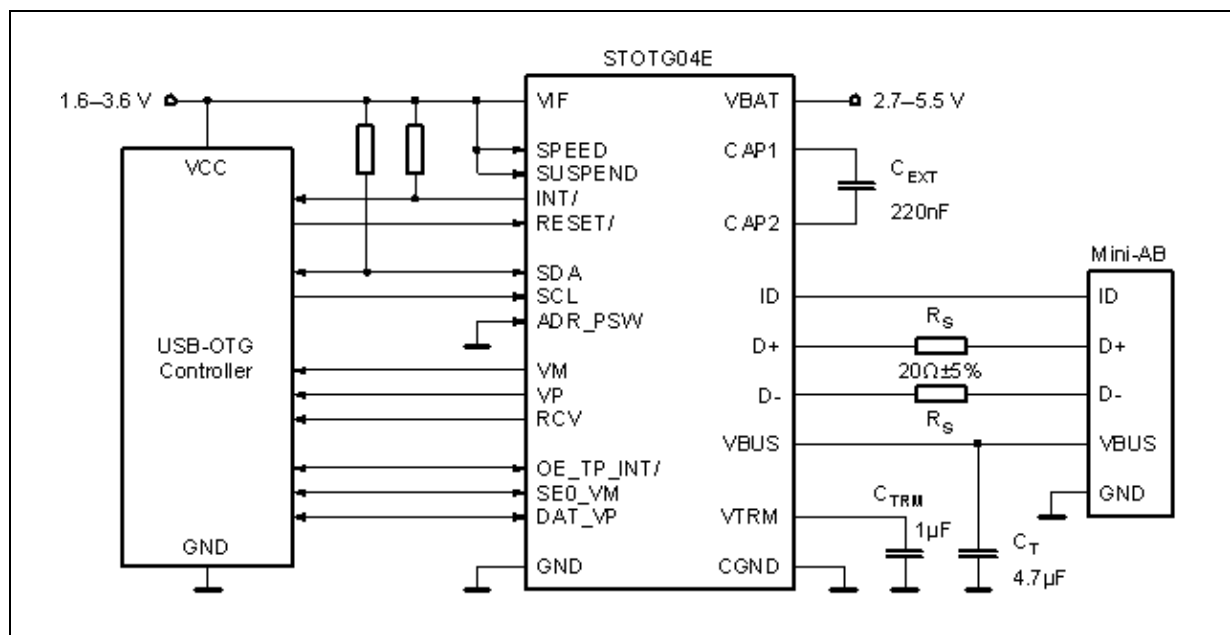 STOTG04E
1.6–3.6 V
VIF
VBAT
2.7–5.5 V
VCC
SPEED
SUSPEND
INT/
RESET/
CAP1
CAP2
C_EXT
220nF
SDA
SCL
ADR_PSW
ID
D+
D-
R_S
20Ω±5%
R_S
Mini-AB
ID
D+
D-
VBUS
GND
USB-OTG
Controller
VM
VP
RCV
VBUS
OE_TP_INT/
SE0_VM
DAT_VP
VTRM
C_TRM
1µF
C_T
4.7µF
GND
GND
CGND